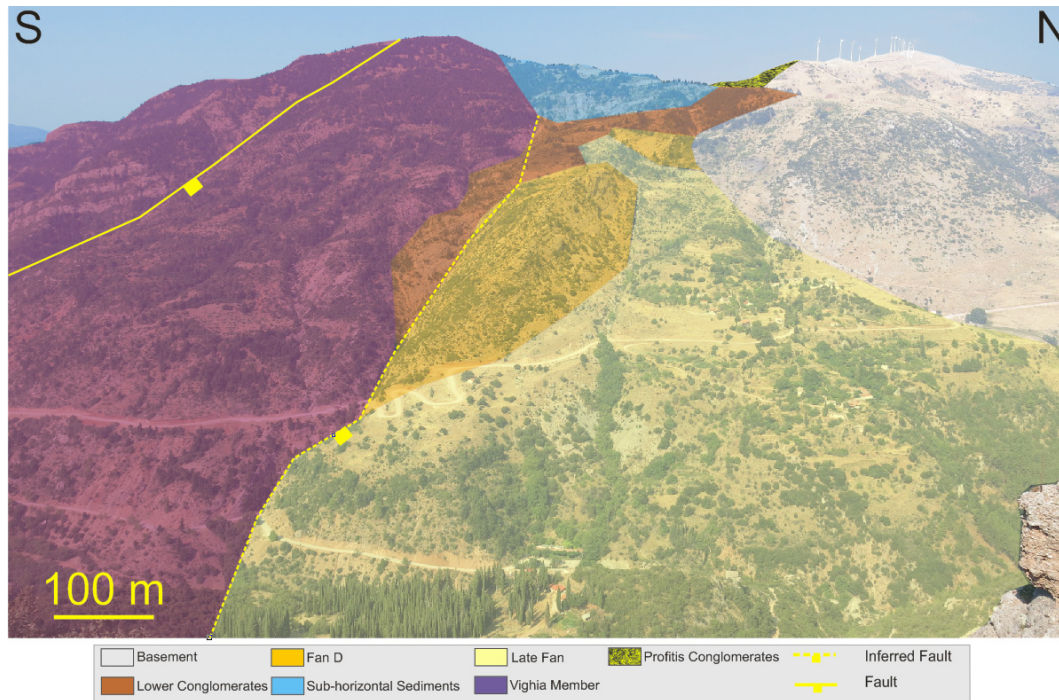 S
N
100 m
Basement
Fan D
Late Fan
Profitis Conglomerates
Inferred Fault
Lower Conglomerates
Sub-horizontal Sediments
Vighia Member
Fault